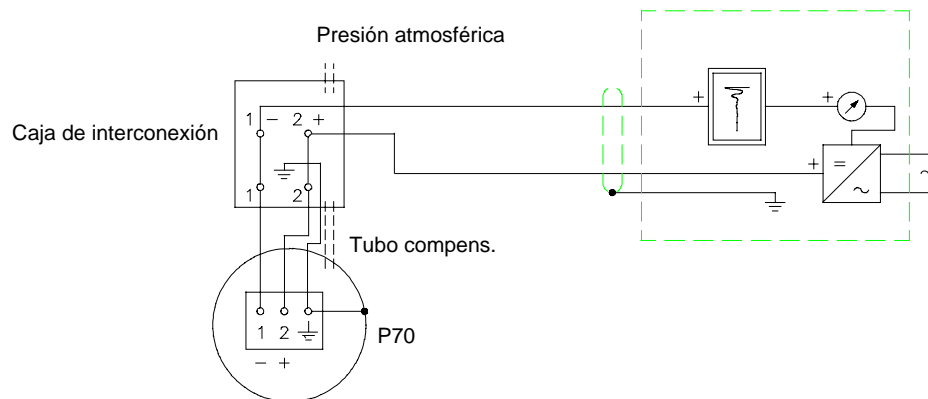 Presión atmosférica
Caja de interconexión
1 - 2 +
+
+
+
=
~
~
1 2
Tubo compens.
1 2
P70
- +